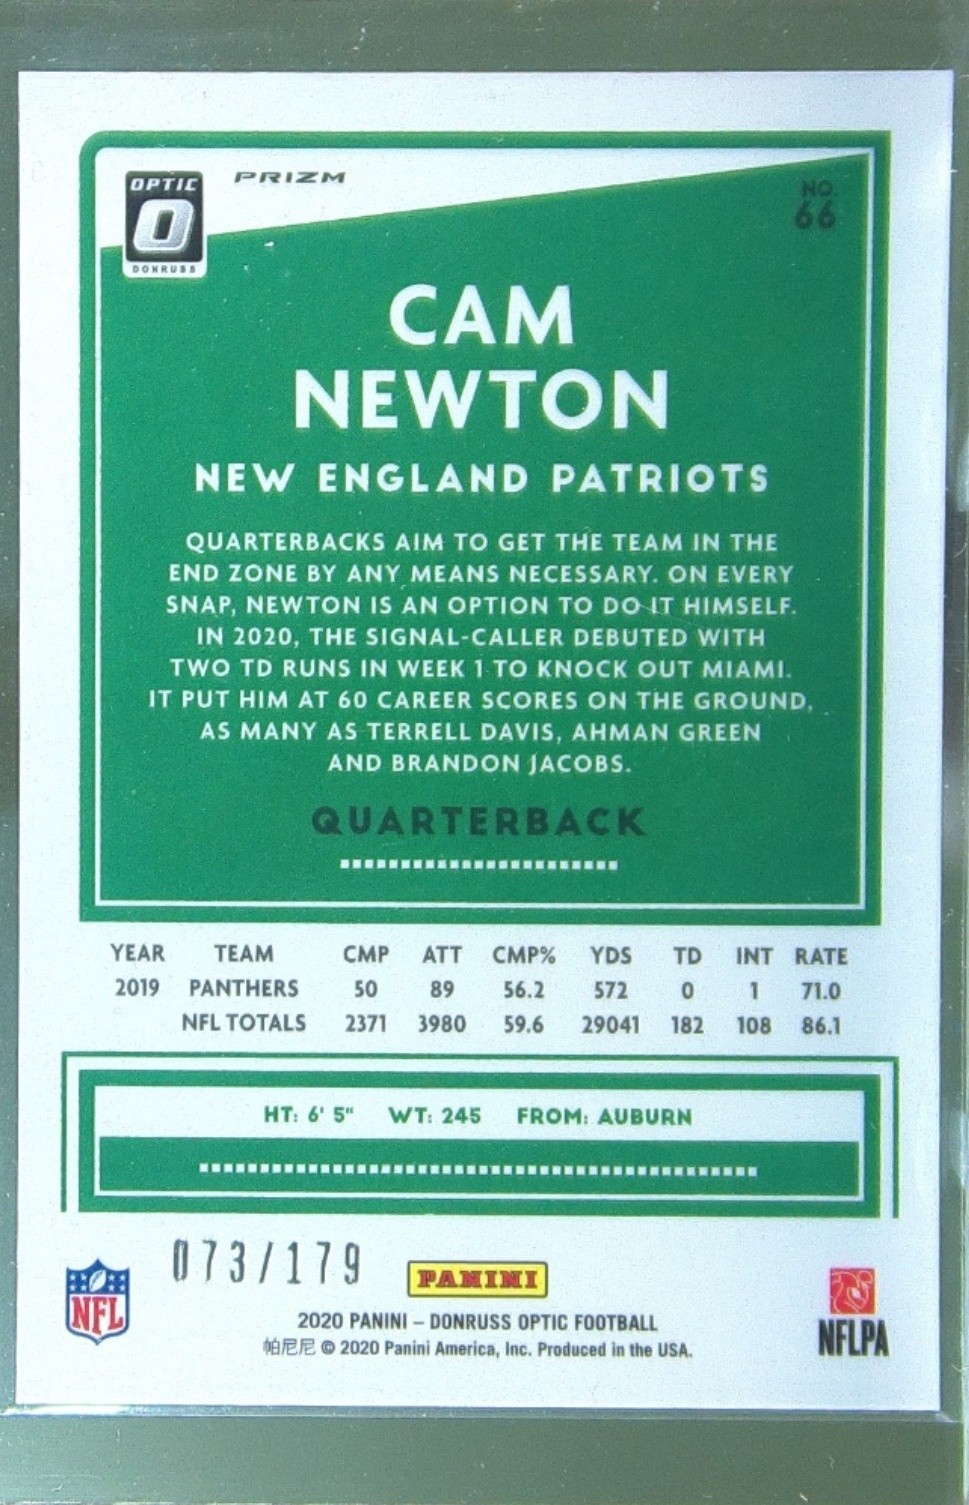 OPTIC
O
DONRUSS
PRIZM
NO.
66
CAM
NEWTON
NEW ENGLAND PATRIOTS
QUARTERBACKS AIM TO GET THE TEAM IN THE
END ZONE BY ANY MEANS NECESSARY. ON EVERY
SNAP, NEWTON IS AN OPTION TO DO IT HIMSELF.
IN 2020, THE SIGNAL-CALLER DEBUTED WITH
TWO TD RUNS IN WEEK 1 TO KNOCK OUT MIAMI.
IT PUT HIM AT 60 CAREER SCORES ON THE GROUND,
AS MANY AS TERRELL DAVIS, AHMAN GREEN
AND BRANDON JACOBS.
QUARTERBACK
YEAR TEAM CMP ATT CMP% YDS TD INT RATE
2019 PANTHERS 50 89 56.2 572 0 1 71.0
NFL TOTALS 2371 3980 59.6 29041 182 108 86.1
HT: 6' 5" WT: 245 FROM: AUBURN
073/179
NFL
PANINI
NFLPA
2020 PANINI – DONRUSS OPTIC FOOTBALL
帕尼尼 © 2020 Panini America, Inc. Produced in the USA.